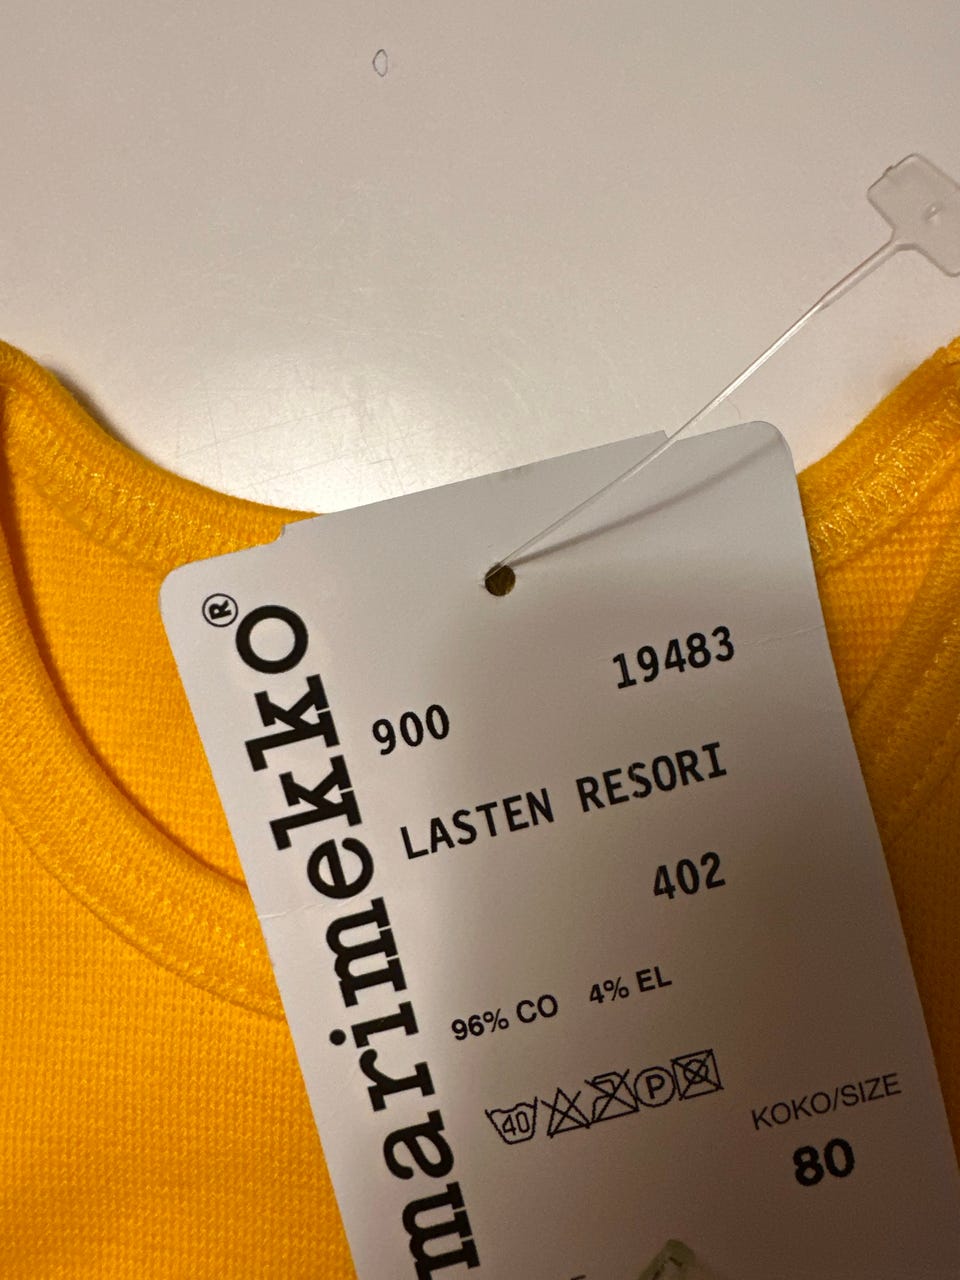 marimekko®
19483
900
LASTEN RESORI
402
96% CO 4% EL
40 P
KOKO/SIZE
80